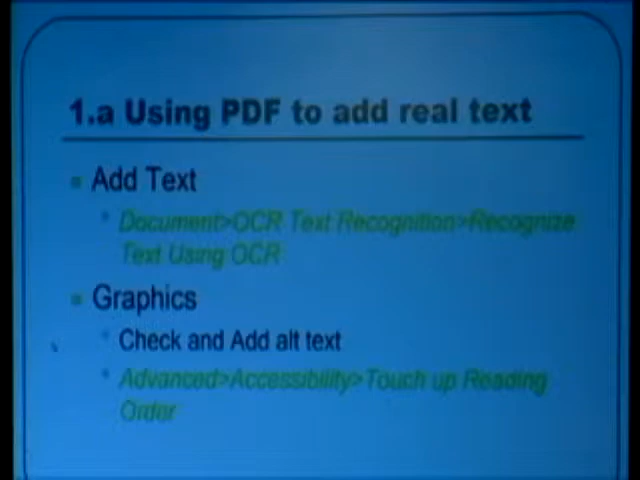 1.a Using PDF to add real text
Add Text
Document>OCR Text Recognition>Recognize
Text Using OCR
Graphics
Check and Add alt text
Advanced>Accessibility>Touch up Reading
Order